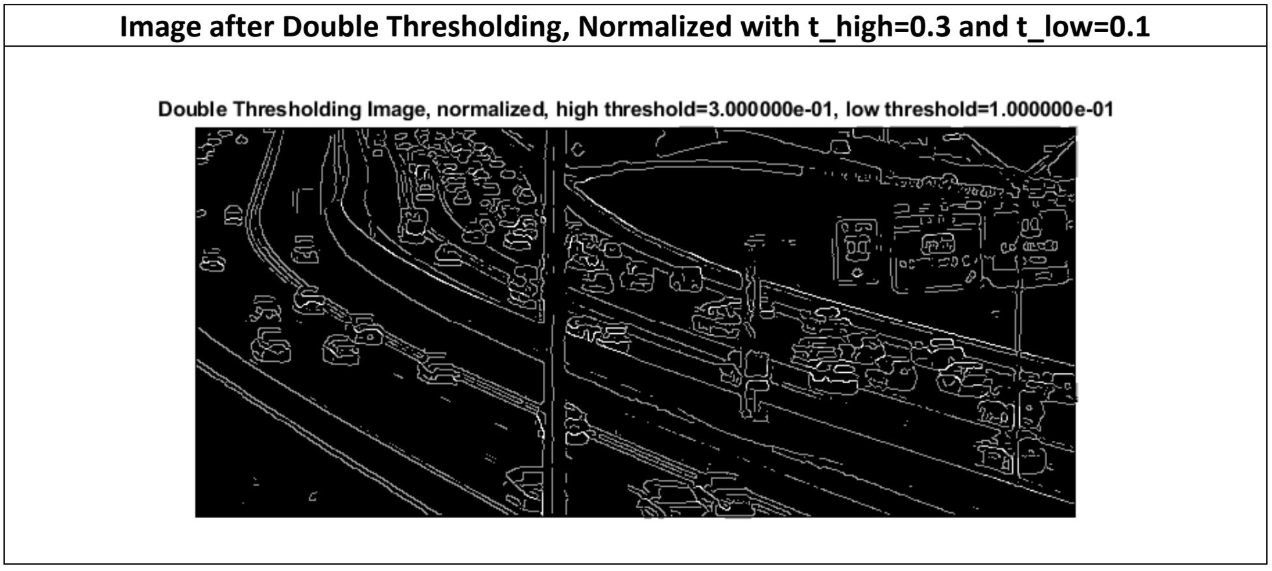 Image after Double Thresholding, Normalized with t_high=0.3 and t_low=0.1
Double Thresholding Image, normalized, high threshold=3.000000e-01, low threshold=1.000000e-01